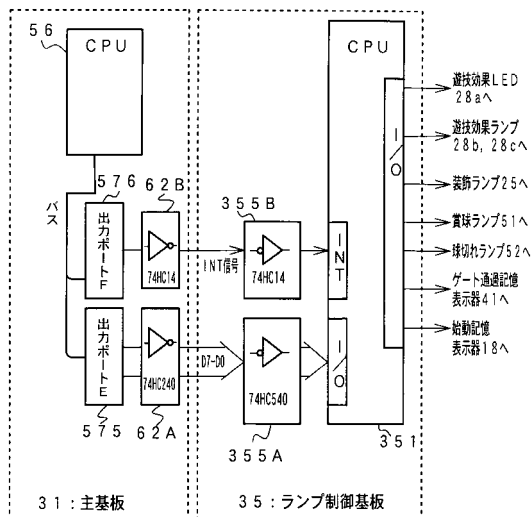 56
CPU
バス
576
出力ポートF
62B
74HC14
INT信号
出力ポートE
575
74HC240
62A
D7-D0
355B
74HC14
74HC540
355A
CPU
INT
I/O
I/O
351
遊技効果LED
28aへ
遊技効果ランプ
28b, 28cへ
装飾ランプ25へ
賞球ランプ51へ
球切れランプ52へ
ゲート通過記憶
表示器41へ
始動記憶
表示器18へ
31:主基板
35:ランプ制御基板